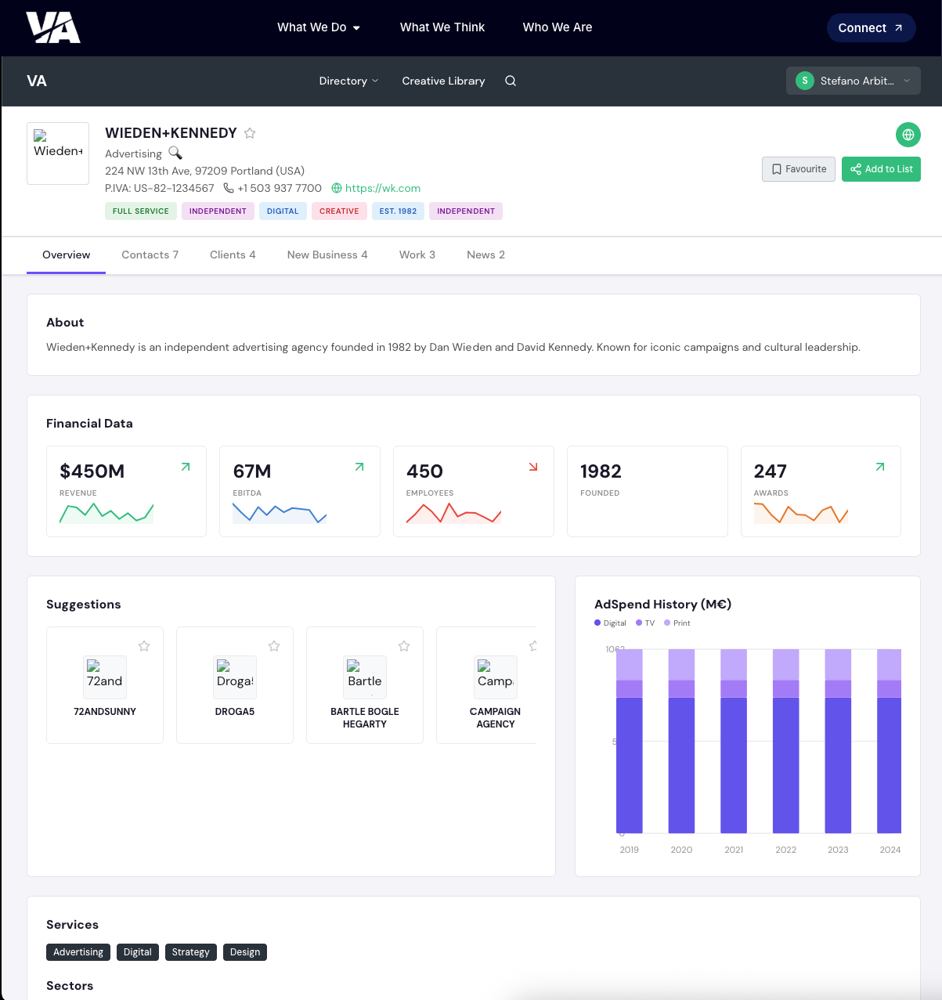 VA
What We Do
What We Think
Who We Are
Connect
VA
Directory
Creative Library
S
Stefano Arbit...
Wieden+
WIEDEN+KENNEDY
Advertising
224 NW 13th Ave, 97209 Portland (USA)
P.IVA: US-82-1234567 +1 503 937 7700 https://wk.com
FULL SERVICE INDEPENDENT DIGITAL CREATIVE EST. 1982 INDEPENDENT
Favourite
Add to List
Overview
Contacts 7
Clients 4
New Business 4
Work 3
News 2
About
Wieden+Kennedy is an independent advertising agency founded in 1982 by Dan Wieden and David Kennedy. Known for iconic campaigns and cultural leadership.
Financial Data
$450M
REVENUE
67M
EBITDA
450
EMPLOYEES
1982
FOUNDED
247
AWARDS
Suggestions
72and
72ANDSUNNY
Droga5
DROGA5
Bartle
BARTLE BOGLE
HEGARTY
Campa
CAMPAIGN
AGENCY
AdSpend History (M€)
Digital TV Print
1062
0
2019 2020 2021 2022 2023 2024
Services
Advertising Digital Strategy Design
Sectors